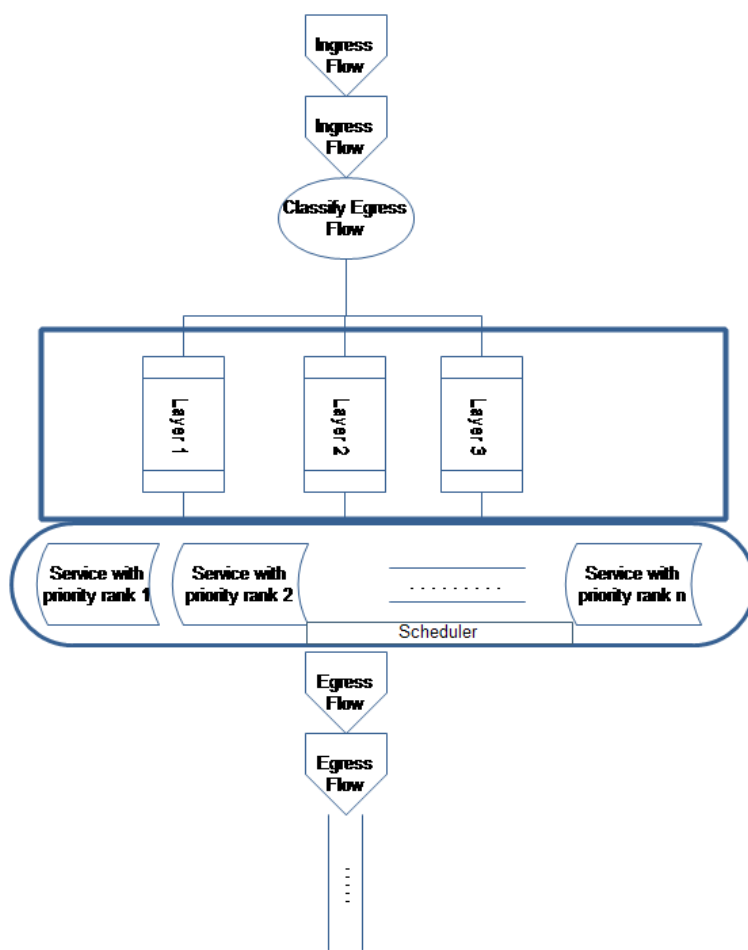 Ingress
Flow
Ingress
Flow
Classify Egress
Flow
Layer 1
Layer 2
Layer 3
Service with
priority rank 1
Service with
priority rank 2
. . . . . . . . .
Service with
priority rank n
Scheduler
Egress
Flow
Egress
Flow
. . . . . .